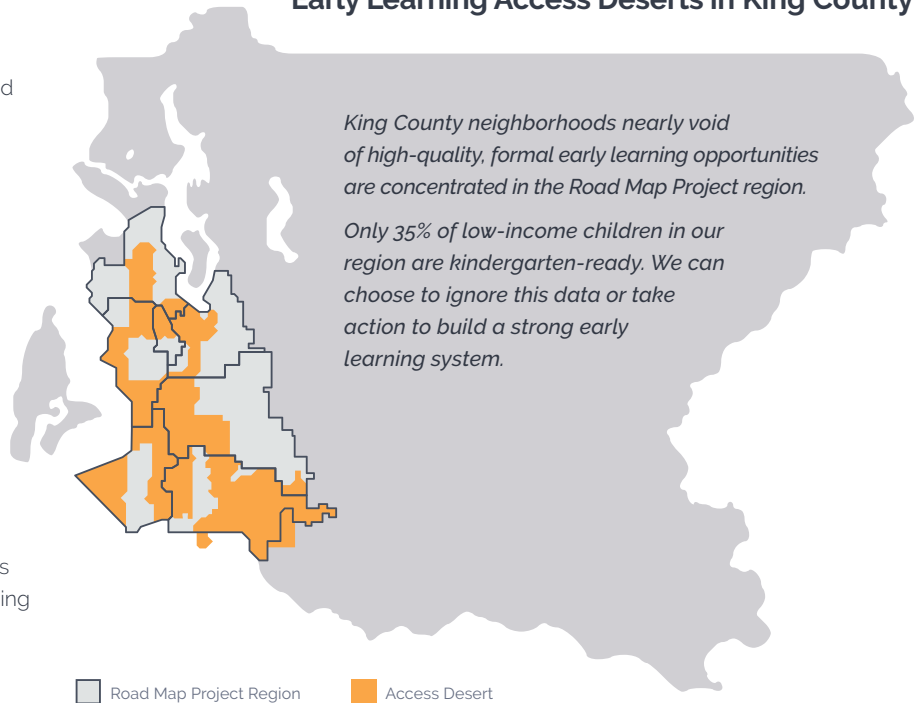 Early Learning Access Deserts in King County
d
King County neighborhoods nearly void
of high-quality, formal early learning opportunities
are concentrated in the Road Map Project region.
Only 35% of low-income children in our
region are kindergarten-ready. We can
choose to ignore this data or take
action to build a strong early
learning system.
s
ing
Road Map Project Region
Access Desert